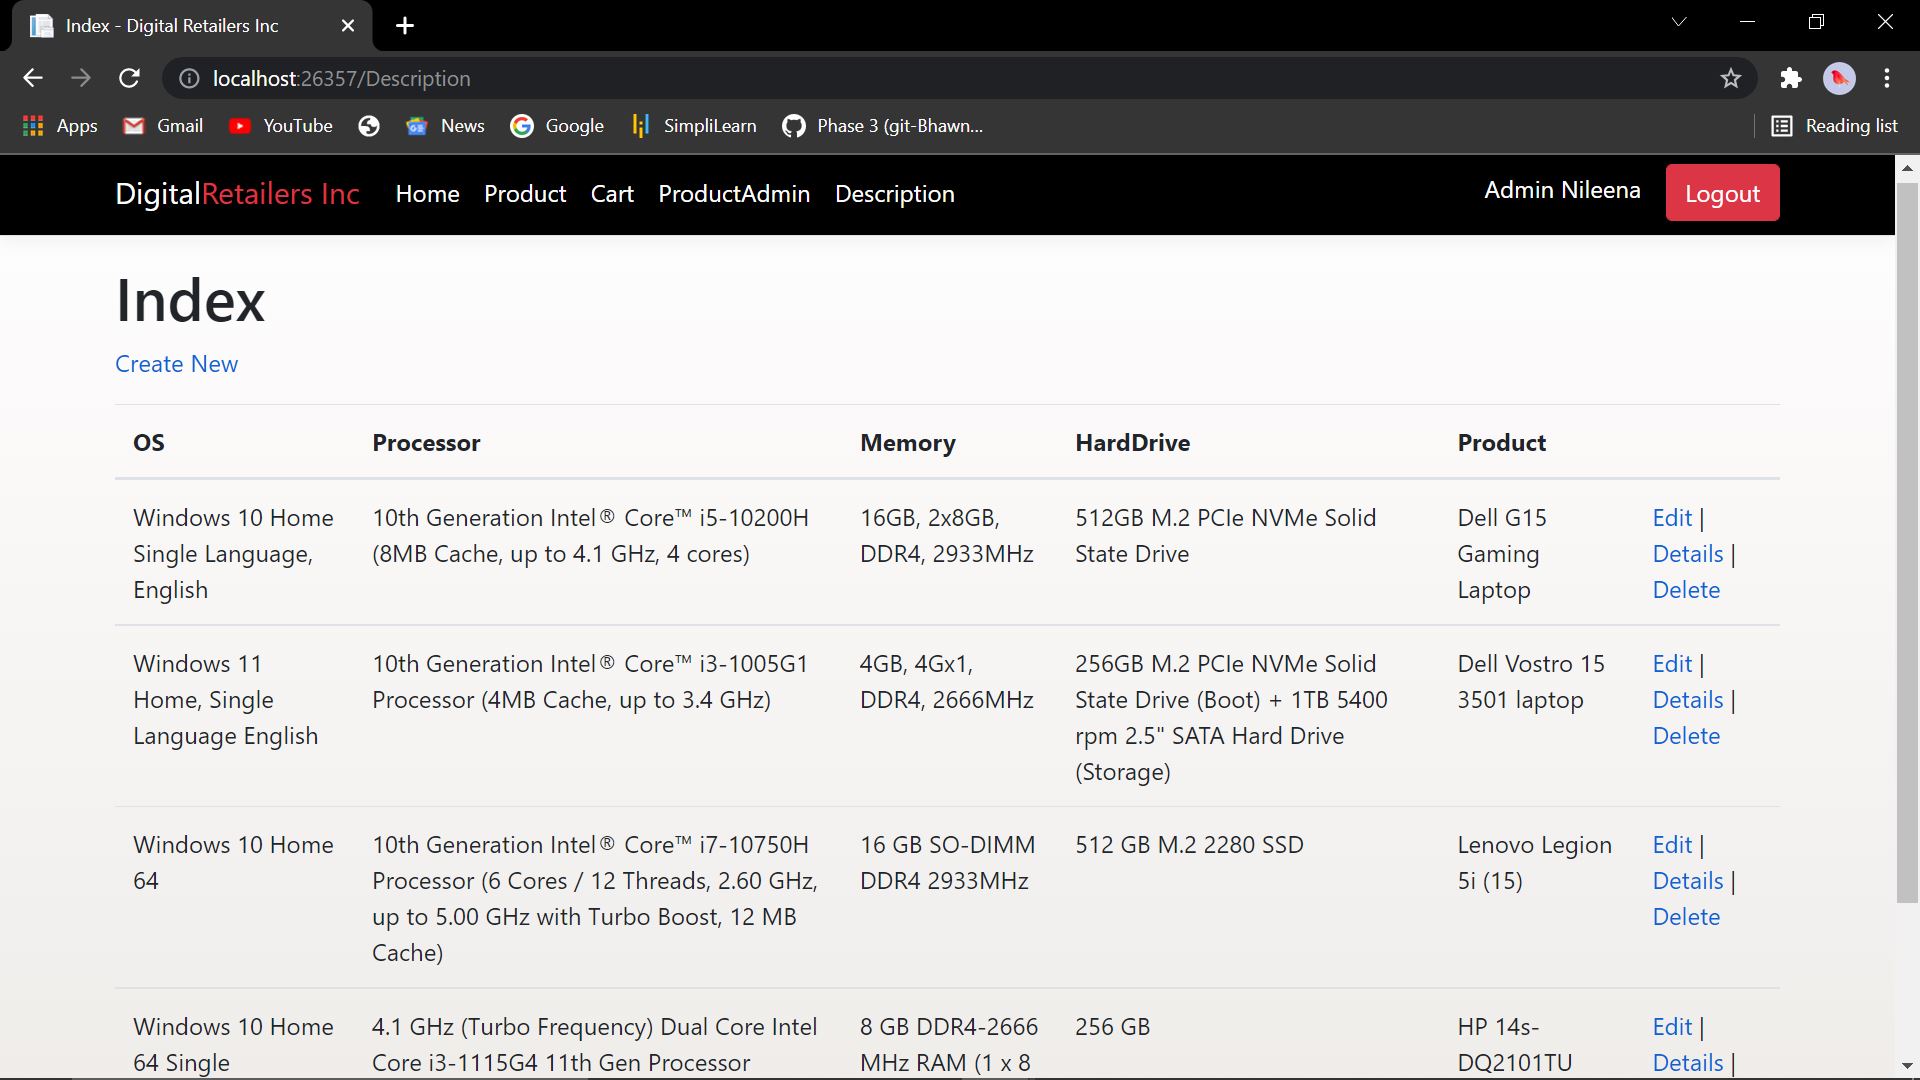 Index - Digital Retailers Inc
localhost:26357/Description
Apps Gmail YouTube News Google SimpliLearn Phase 3 (git-Bhawn... Reading list
DigitalRetailers Inc Home Product Cart ProductAdmin Description Admin Nileena Logout
Index
Create New
OS Processor Memory HardDrive Product
Windows 10 Home 10th Generation Intel® Core™ i5-10200H 16GB, 2x8GB, 512GB M.2 PCIe NVMe Solid Dell G15 Edit |
Single Language, (8MB Cache, up to 4.1 GHz, 4 cores) DDR4, 2933MHz State Drive Gaming Details |
English Laptop Delete
Windows 11 10th Generation Intel® Core™ i3-1005G1 4GB, 4Gx1, 256GB M.2 PCIe NVMe Solid Dell Vostro 15 Edit |
Home, Single Processor (4MB Cache, up to 3.4 GHz) DDR4, 2666MHz State Drive (Boot) + 1TB 5400 3501 laptop Details |
Language English rpm 2.5" SATA Hard Drive Delete
(Storage)
Windows 10 Home 10th Generation Intel® Core™ i7-10750H 16 GB SO-DIMM 512 GB M.2 2280 SSD Lenovo Legion Edit |
64 Processor (6 Cores / 12 Threads, 2.60 GHz, DDR4 2933MHz 5i (15) Details |
up to 5.00 GHz with Turbo Boost, 12 MB Delete
Cache)
Windows 10 Home 4.1 GHz (Turbo Frequency) Dual Core Intel 8 GB DDR4-2666 256 GB HP 14s- Edit |
64 Single Core i3-1115G4 11th Gen Processor MHz RAM (1 x 8 DQ2101TU Details |